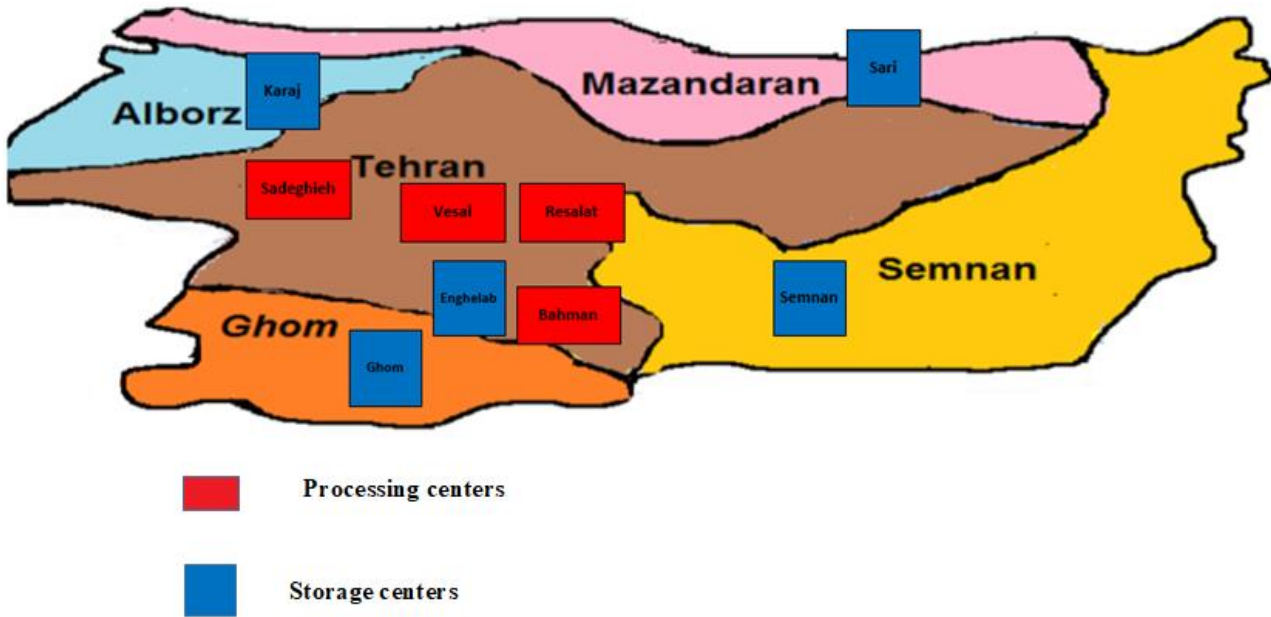 Sari
Karaj
Mazandaran
Alborz
Tehran
Sadeghieh
Vesal
Resalat
Semnan
Enghelab
Semnan
Bahman
Ghom
Ghom
Processing centers
Storage centers